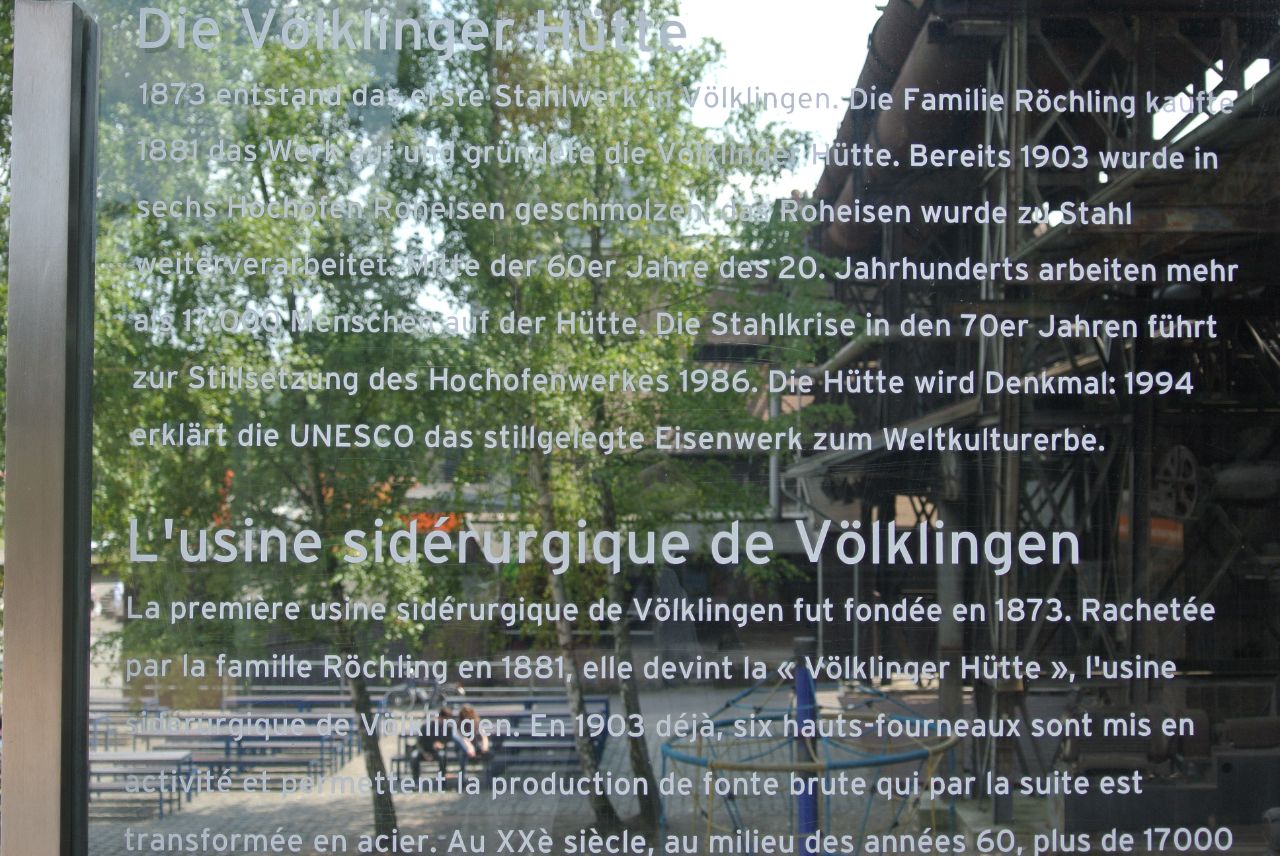 Die Völklinger Hütte
1873 entstand das erste Stahlwerk in Völklingen. Die Familie Röchling kaufte
1881 das Werk auf und gründete die Völklinger Hütte. Bereits 1903 wurde in
sechs Hochöfen Roheisen geschmolzen, das Roheisen wurde zu Stahl
weiterverarbeitet. Mitte der 60er Jahre des 20. Jahrhunderts arbeiten mehr
als 17.000 Menschen auf der Hütte. Die Stahlkrise in den 70er Jahren führt
zur Stillsetzung des Hochofenwerkes 1986. Die Hütte wird Denkmal: 1994
erklärt die UNESCO das stillgelegte Eisenwerk zum Weltkulturerbe.
L'usine sidérurgique de Völklingen
La première usine sidérurgique de Völklingen fut fondée en 1873. Rachetée
par la famille Röchling en 1881, elle devint la « Völklinger Hütte », l'usine
sidérurgique de Völklingen. En 1903 déjà, six hauts-fourneaux sont mis en
activité et permettent la production de fonte brute qui par la suite est
transformée en acier. Au XXè siècle, au milieu des années 60, plus de 17000